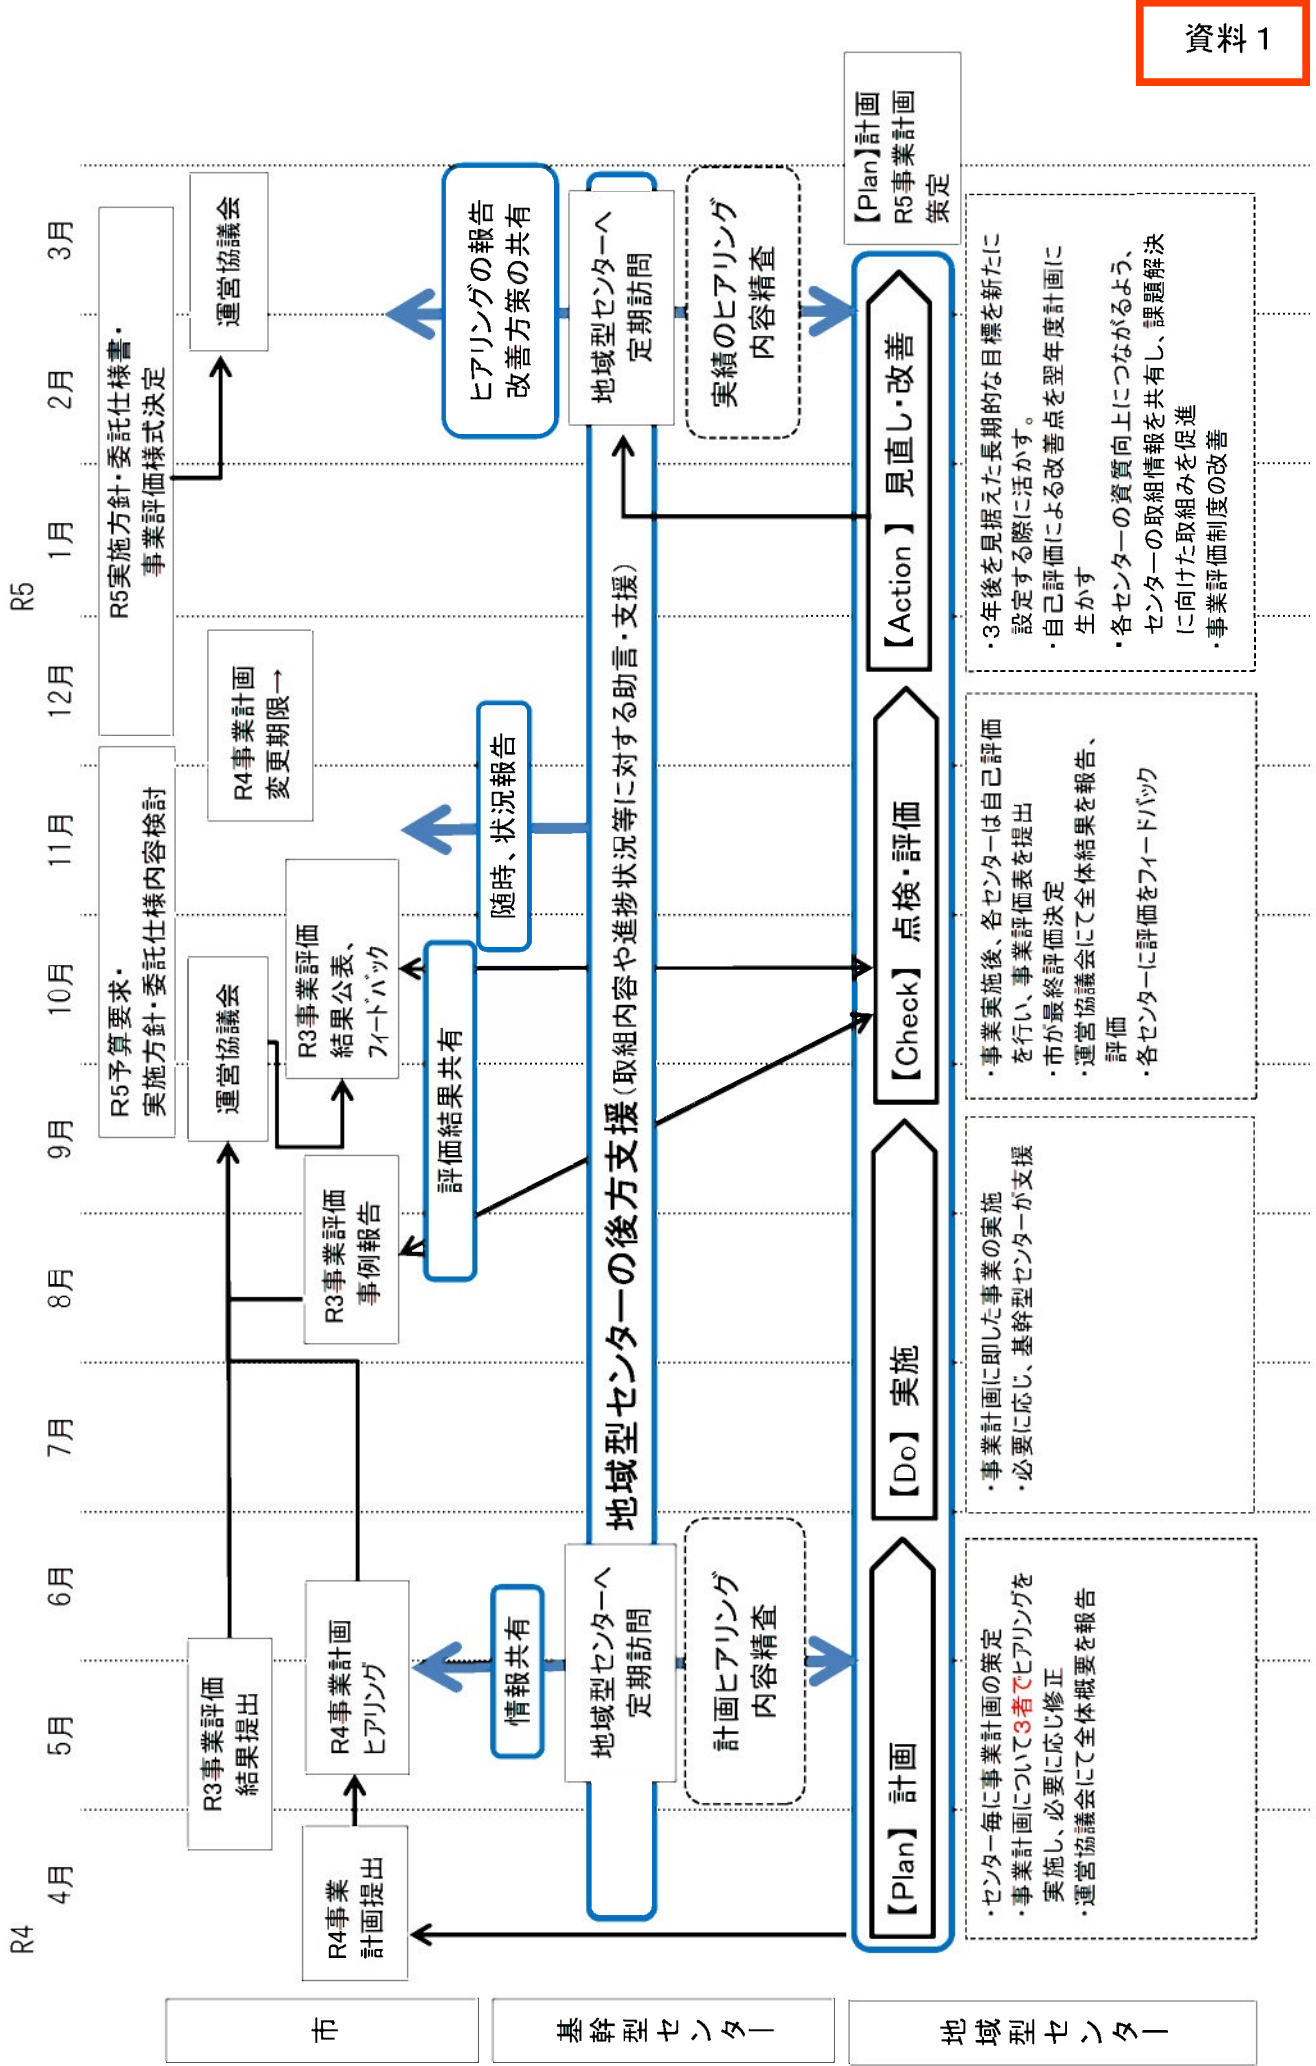 資料１
R4
R5
4月
5月
6月
7月
8月
9月
10月
11月
12月
1月
2月
3月
市
R5予算要求・
実施方針・委託仕様内容検討
R5実施方針・委託仕様書・
事業評価様式決定
R3事業評価
結果提出
運営協議会
R4事業計画
変更期限→
運営協議会
R4事業
計画提出
R4事業計画
ヒアリング
R3事業評価
事例報告
R3事業評価
結果公表、
フィードバック
基幹型センター
情報共有
評価結果共有
随時、状況報告
ヒアリングの報告
改善方策の共有
地域型センターへ
定期訪問
地域型センターの後方支援（取組内容や進捗状況等に対する助言・支援）
地域型センターへ
定期訪問
計画ヒアリング
内容精査
実績のヒアリング
内容精査
地域型センター
【Plan】計画
【Do】実施
【Check】点検・評価
【Action】見直し・改善
【Plan】計画
R5事業計画
策定
・センター毎に事業計画の策定
・事業計画について3者でヒアリングを
実施し、必要に応じ修正
・運営協議会にて全体概要を報告
・事業計画に即した事業の実施
・必要に応じ、基幹型センターが支援
・事業実施後、各センターは自己評価
を行い、事業評価表を提出
・市が最終評価決定
・運営協議会にて全体結果を報告、
評価
・各センターに評価をフィードバック
・3年後を見据えた長期的な目標を新たに
設定する際に活かす。
・自己評価による改善点を翌年度計画に
生かす
・各センターの資質向上につながるよう、
センターの取組情報を共有し、課題解決
に向けた取組みを促進
・事業評価制度の改善